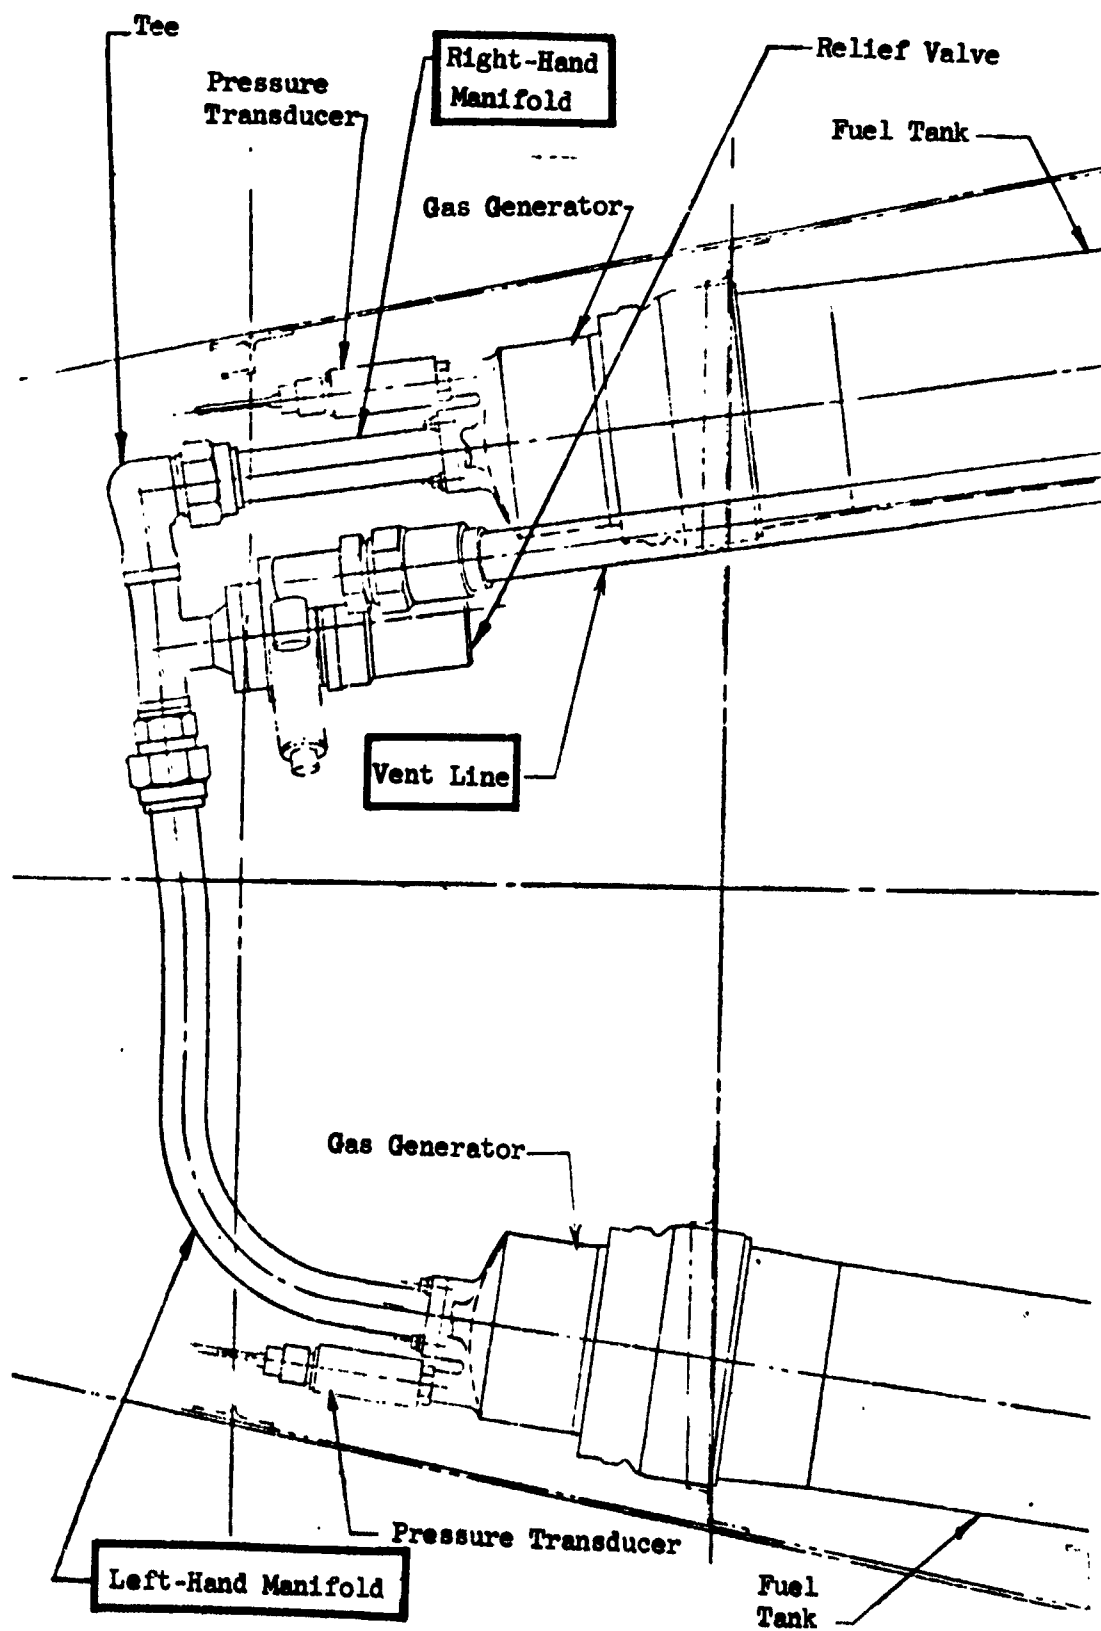 Tee
Right-Hand
Manifold
Relief Valve
Pressure
Transducer
Fuel Tank
Gas Generator
Vent Line
Gas Generator
Pressure Transducer
Left-Hand Manifold
Fuel
Tank